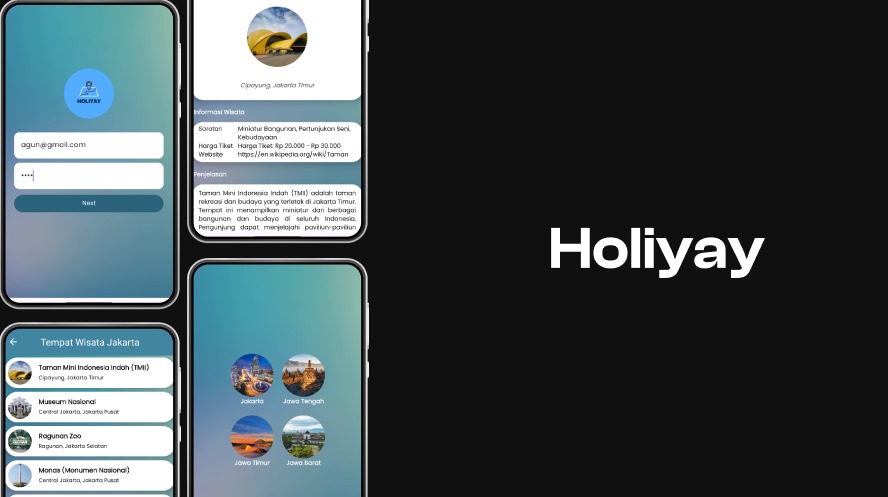 HOLIYAY
agun@gmail.com
••••
Next
Cipayung, Jakarta Timur
Informasi Wisata
Sorotan Miniatur Bangunan, Pertunjukan Seni,
Kebudayaan
Harga Tiket Harga Tiket: Rp 20.000 - Rp 30.000
Website https://en.wikipedia.org/wiki/Taman
Penjelasan
Taman Mini Indonesia Indah (TMII) adalah taman
rekreasi dan budaya yang terletak di Jakarta Timur.
Tempat ini menampilkan miniatur dari berbagai
bangunan dan budaya di seluruh Indonesia.
Pengunjung dapat menjelajahi paviliun-paviliun
Tempat Wisata Jakarta
Taman Mini Indonesia Indah (TMII)
Cipayung, Jakarta Timur
Museum Nasional
Central Jakarta, Jakarta Pusat
Ragunan Zoo
Ragunan, Jakarta Selatan
Monas (Monumen Nasional)
Central Jakarta, Jakarta Pusat
Jakarta
Jawa Tengah
Jawa Timur
Jawa Barat
Holiyay